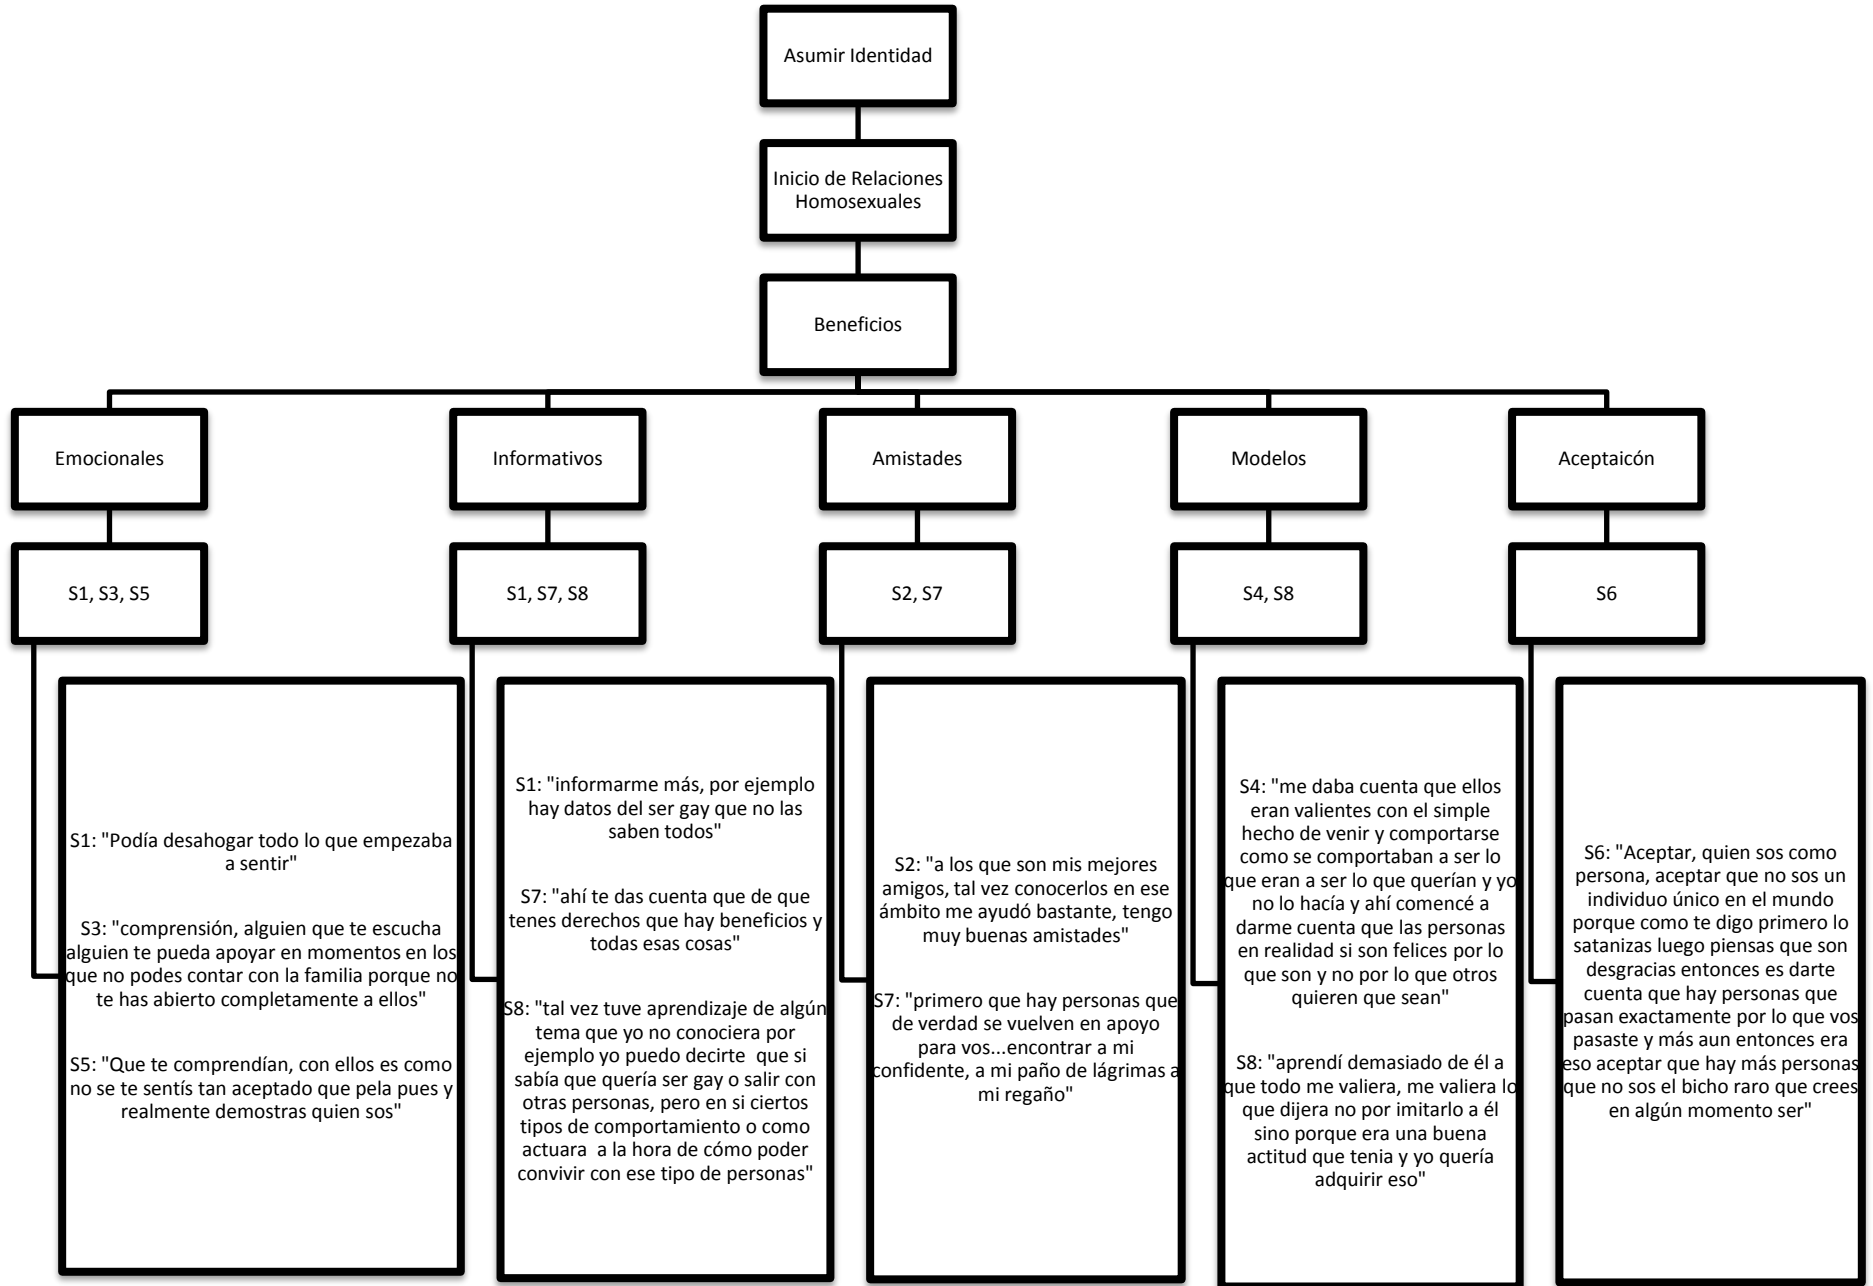 Asumir Identidad
Inicio de Relaciones
Homosexuales
Beneficios
Emocionales
Informativos
Amistades
Modelos
Aceptaicón
S1, S3, S5
S1, S7, S8
S2, S7
S4, S8
S6
S1: "Podía desahogar todo lo que empezaba
a sentir"
S3: "comprensión, alguien que te escucha
alguien te pueda apoyar en momentos en los
que no podes contar con la familia porque no
te has abierto completamente a ellos"
S5: "Que te comprendían, con ellos es como
no se te sentís tan aceptado que pela pues y
realmente demostras quien sos"
S1: "informarme más, por ejemplo
hay datos del ser gay que no las
saben todos"
S7: "ahí te das cuenta que de que
tenes derechos que hay beneficios y
todas esas cosas"
S8: "tal vez tuve aprendizaje de algún
tema que yo no conociera por
ejemplo yo puedo decirte  que si
sabía que quería ser gay o salir con
otras personas, pero en si ciertos
tipos de comportamiento o como
actuara  a la hora de cómo poder
convivir con ese tipo de personas"
S2: "a los que son mis mejores
amigos, tal vez conocerlos en ese
ámbito me ayudó bastante, tengo
muy buenas amistades"
S7: "primero que hay personas que
de verdad se vuelven en apoyo
para vos...encontrar a mi
confidente, a mi paño de lágrimas a
mi regaño"
S4: "me daba cuenta que ellos
eran valientes con el simple
hecho de venir y comportarse
como se comportaban a ser lo
que eran a ser lo que querían y yo
no lo hacía y ahí comencé a
darme cuenta que las personas
en realidad si son felices por lo
que son y no por lo que otros
quieren que sean"
S8: "aprendí demasiado de él a
que todo me valiera, me valiera lo
que dijera no por imitarlo a él
sino porque era una buena
actitud que tenia y yo quería
adquirir eso"
S6: "Aceptar, quien sos como
persona, aceptar que no sos un
individuo único en el mundo
porque como te digo primero lo
satanizas luego piensas que son
desgracias entonces es darte
cuenta que hay personas que
pasan exactamente por lo que vos
pasaste y más aun entonces era
eso aceptar que hay más personas
que no sos el bicho raro que crees
en algún momento ser"